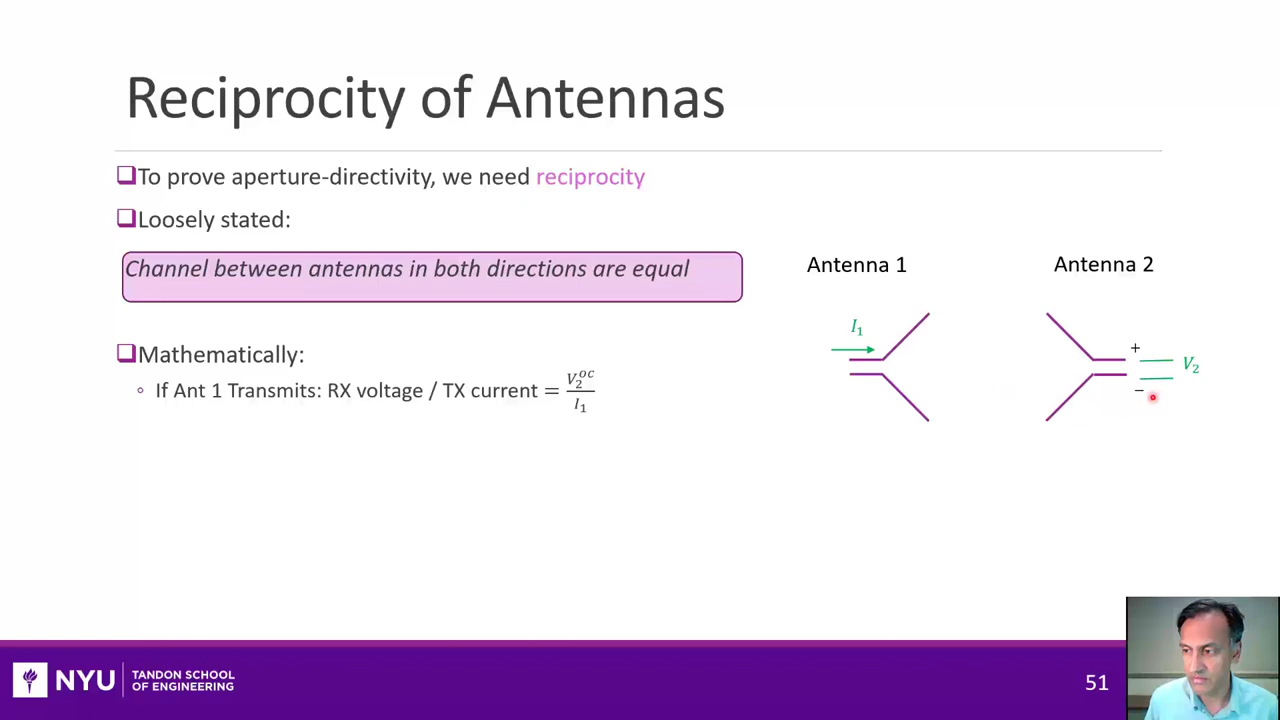 Reciprocity of Antennas
To prove aperture-directivity, we need reciprocity
Loosely stated:
Channel between antennas in both directions are equal
Mathematically:
If Ant 1 Transmits: RX voltage / TX current = V₂ᵒᶜ / I₁
Antenna 1
Antenna 2
I₁
+
V₂
−
NYU
TANDON SCHOOL
OF ENGINEERING
51